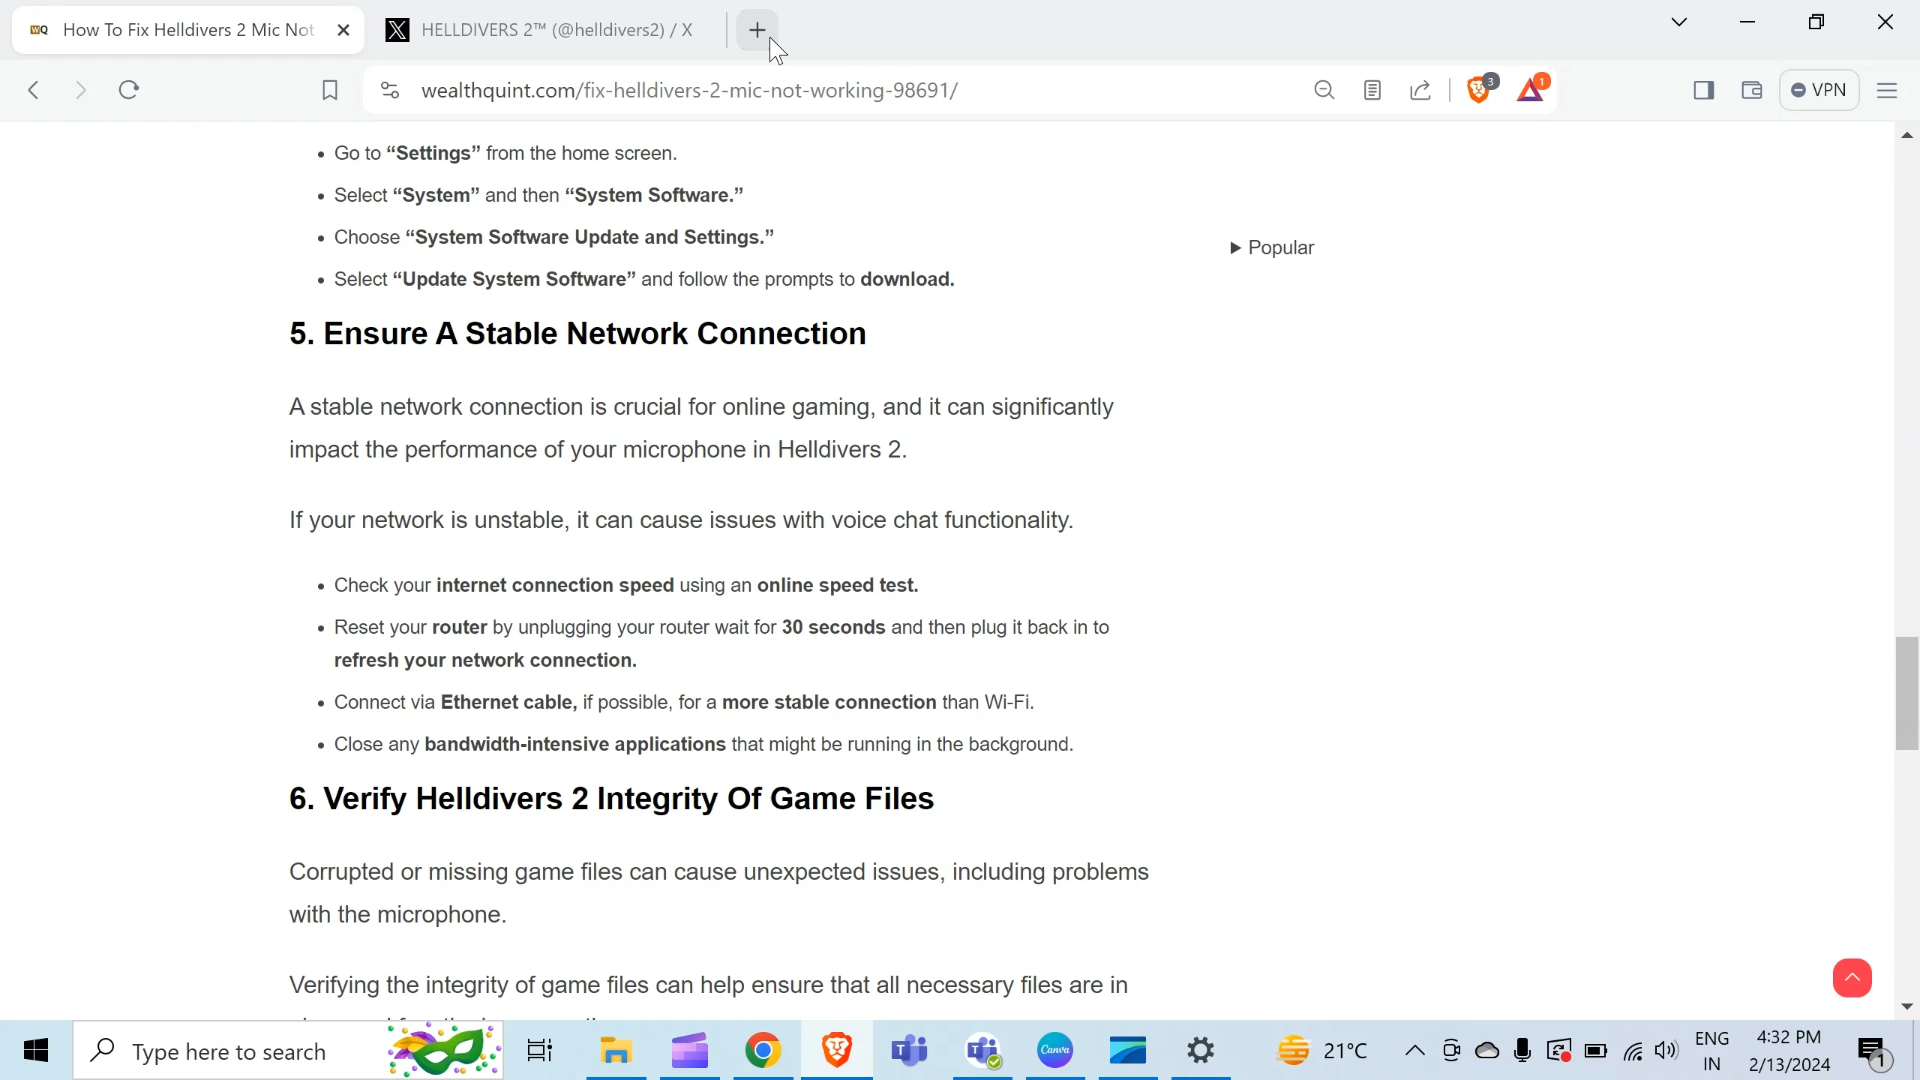 How To Fix Helldivers 2 Mic Not
HELLDIVERS 2™ (@helldivers2) / X
wealthquint.com/fix-helldivers-2-mic-not-working-98691/
3
1
VPN
Go to “Settings” from the home screen.
Select “System” and then “System Software.”
Choose “System Software Update and Settings.”
Select “Update System Software” and follow the prompts to download.
Popular
5. Ensure A Stable Network Connection
A stable network connection is crucial for online gaming, and it can significantly
impact the performance of your microphone in Helldivers 2.
If your network is unstable, it can cause issues with voice chat functionality.
Check your internet connection speed using an online speed test.
Reset your router by unplugging your router wait for 30 seconds and then plug it back in to
refresh your network connection.
Connect via Ethernet cable, if possible, for a more stable connection than Wi-Fi.
Close any bandwidth-intensive applications that might be running in the background.
6. Verify Helldivers 2 Integrity Of Game Files
Corrupted or missing game files can cause unexpected issues, including problems
with the microphone.
Verifying the integrity of game files can help ensure that all necessary files are in
Type here to search
Canva
21°C
ENG
IN
4:32 PM
2/13/2024
1